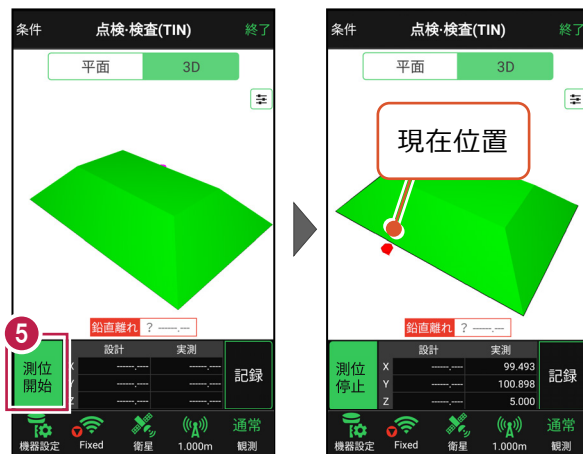 条件 点検・検査(TIN) 終了
平面 3D
鉛直離れ ? ------.---
5
設計 実測
測位開始
X ------.--- ------.---
Y ------.--- ------.---
Z ------.--- ------.---
記録
機器設定 Fixed 衛星 1.000m 通常 観測
条件 点検・検査(TIN) 終了
平面 3D
現在位置
鉛直離れ ? ------.---
設計 実測
測位停止
X ------.--- 99.493
Y ------.--- 100.898
Z ------.--- 5.000
記録
機器設定 Fixed 衛星 1.000m 通常 観測